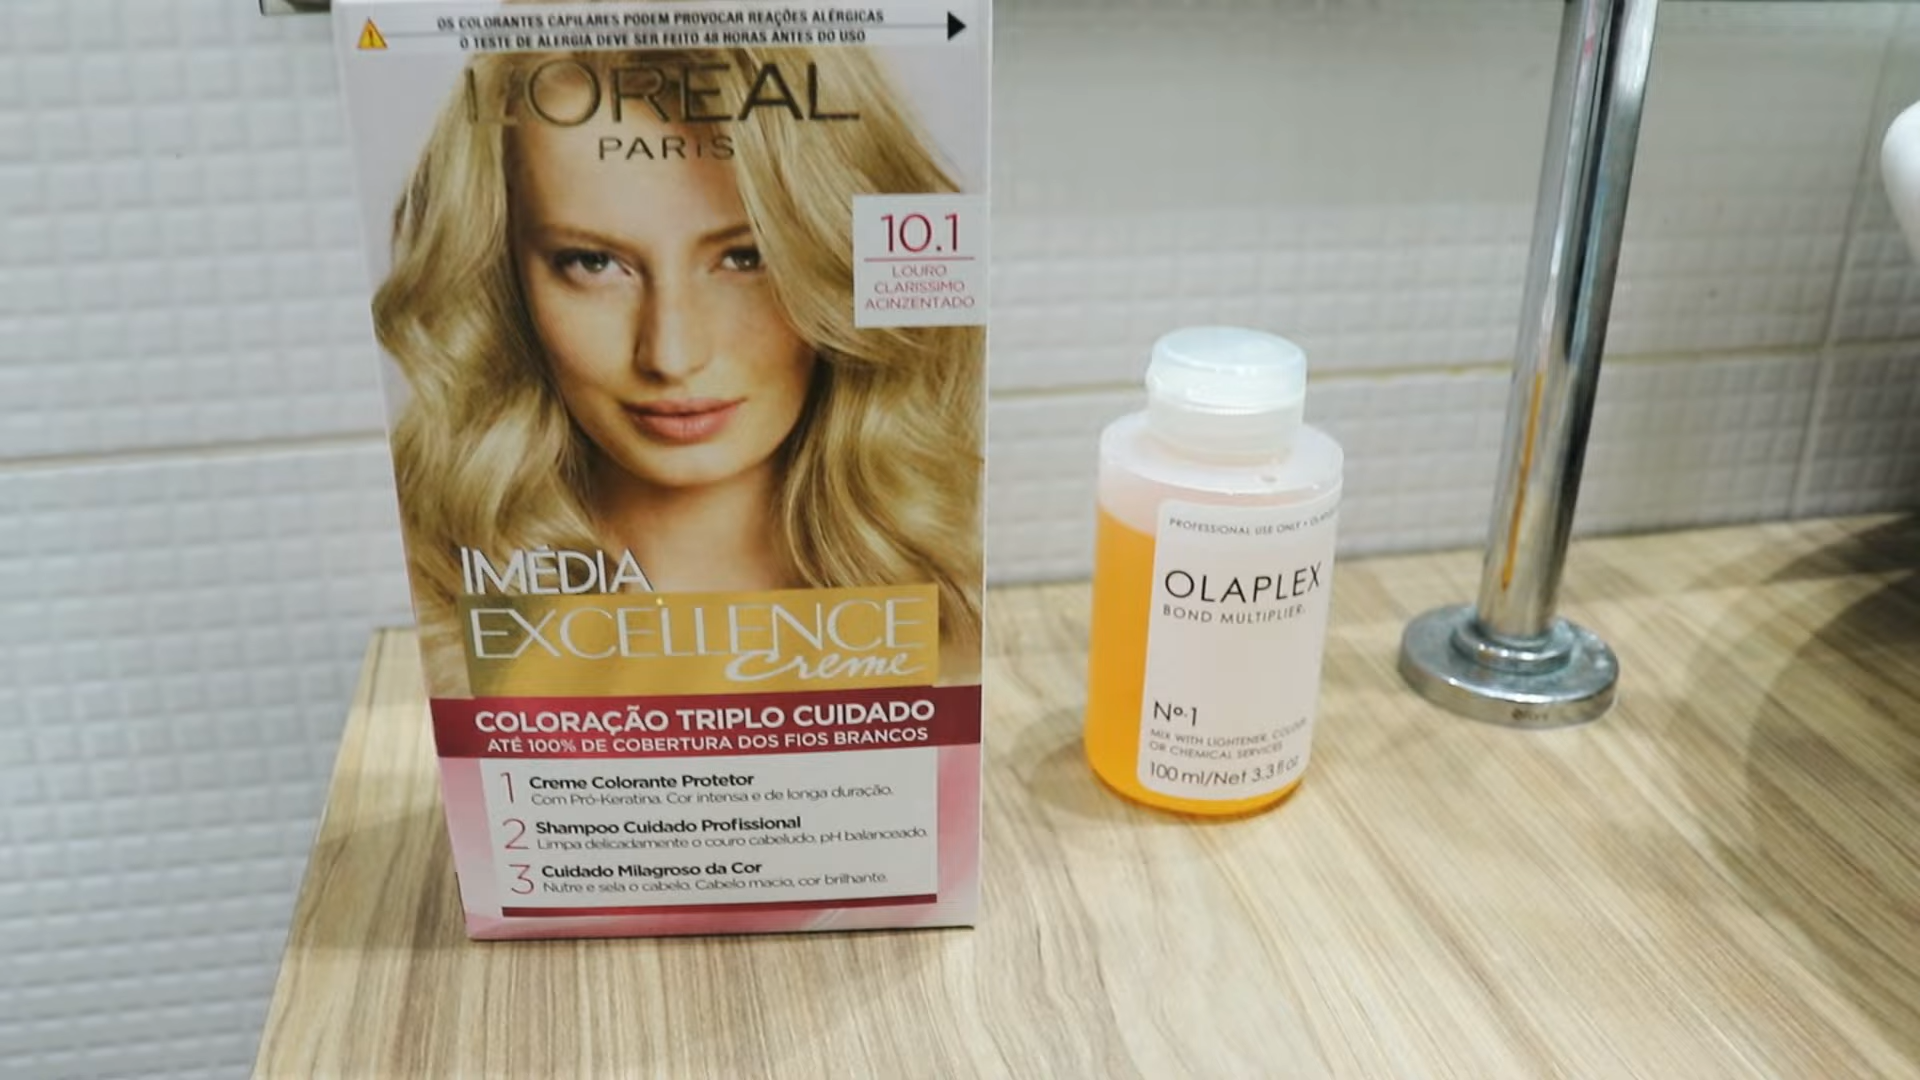 OS COLORANTES CAPILARES PODEM PROVOCAR REAÇÕES ALÉRGICAS
O TESTE DE ALERGIA DEVE SER FEITO 48 HORAS ANTES DO USO
L'ORÉAL
PARIS
10.1
LOURO
CLARÍSSIMO
ACINZENTADO
IMÉDIA
EXCELLENCE
Creme
COLORAÇÃO TRIPLO CUIDADO
ATÉ 100% DE COBERTURA DOS FIOS BRANCOS
1 Creme Colorante Protetor
Com Pró-Keratina. Cor intensa e de longa duração.
2 Shampoo Cuidado Profissional
Limpa delicadamente o couro cabeludo, pH balanceado.
3 Cuidado Milagroso da Cor
Nutre e sela o cabelo. Cabelo macio, cor brilhante.
PROFESSIONAL USE ONLY •
OLAPLEX
BOND MULTIPLIER.
Nº.1
MIX WITH LIGHTENER, COLOUR
OR CHEMICAL SERVICES
100 ml/Net 3.3 fl oz